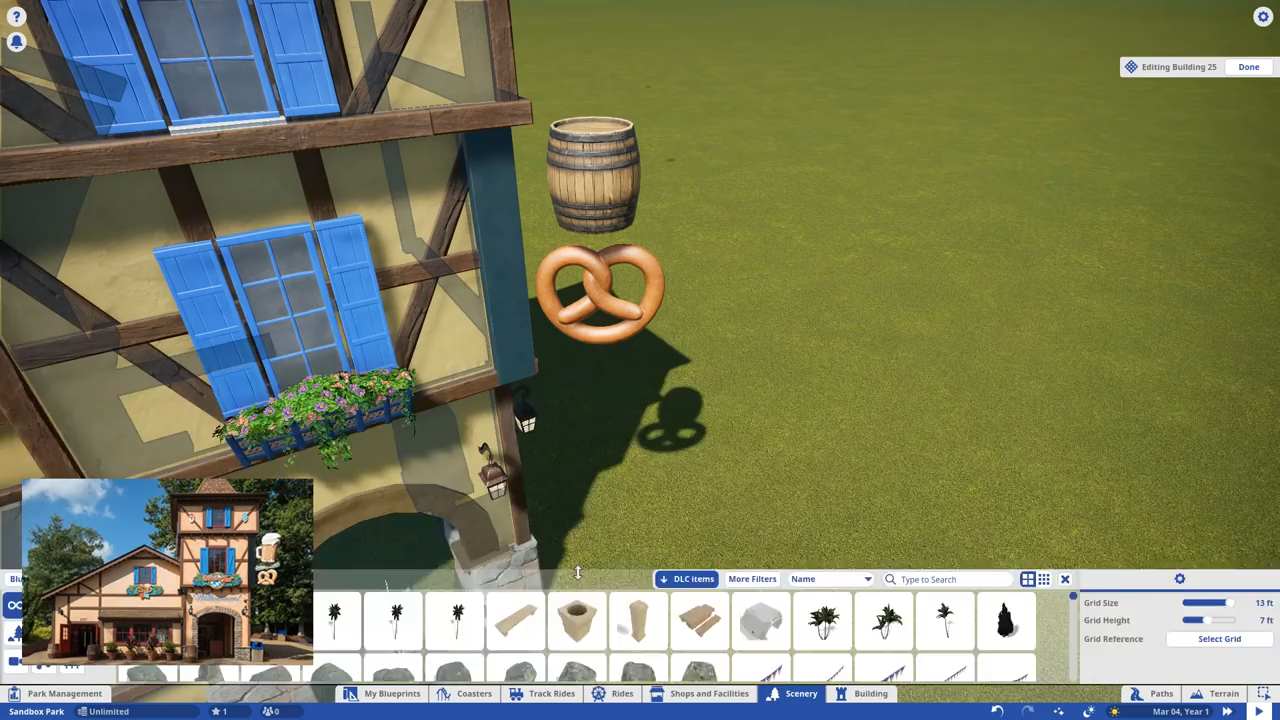 ?
Editing Building 25
Done
Blu
DLC items
More Filters
Name
Type to Search
Grid Size
13 ft
Grid Height
7 ft
Grid Reference
Select Grid
Park Management
My Blueprints
Coasters
Track Rides
Rides
Shops and Facilities
Scenery
Building
Paths
Terrain
Sandbox Park
Unlimited
1
0
Mar 04, Year 1